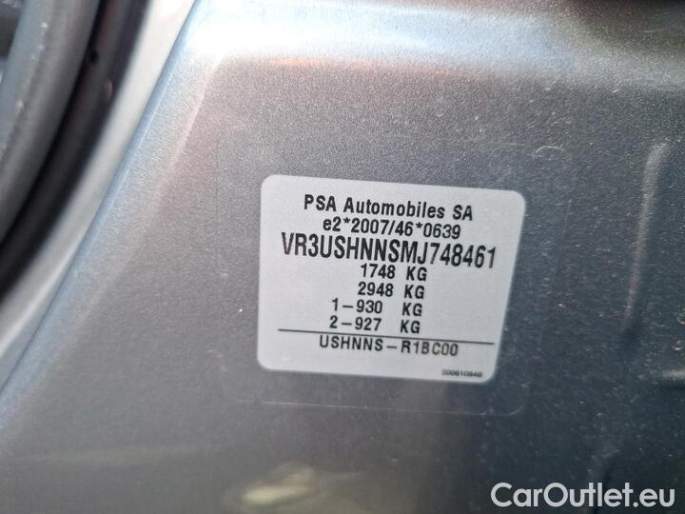 PSA Automobiles SA
e2*2007/46*0639
VR3USHNNSMJ748461
1748 KG
2948 KG
1-930 KG
2-927 KG
USHNNS-R1BC00
CarOutlet.eu